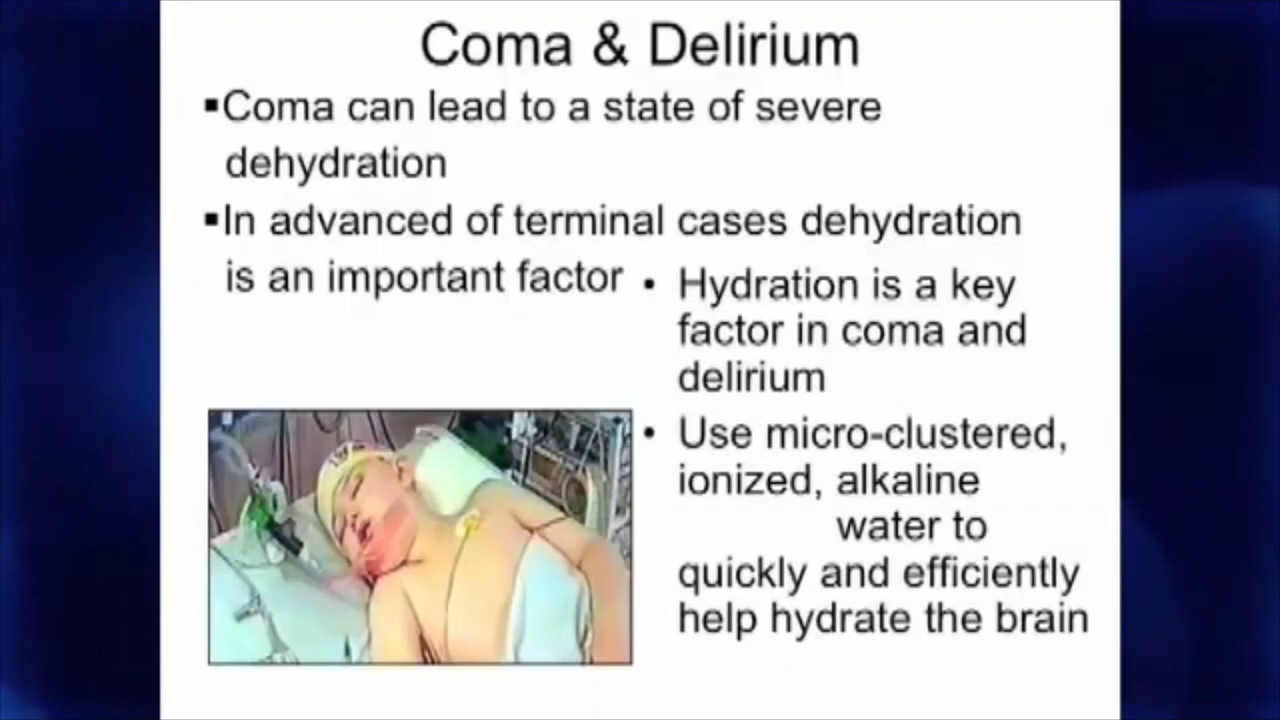 Coma & Delirium
▪Coma can lead to a state of severe
dehydration
▪In advanced of terminal cases dehydration
is an important factor
• Hydration is a key
factor in coma and
delirium
• Use micro-clustered,
ionized, alkaline
water to
quickly and efficiently
help hydrate the brain